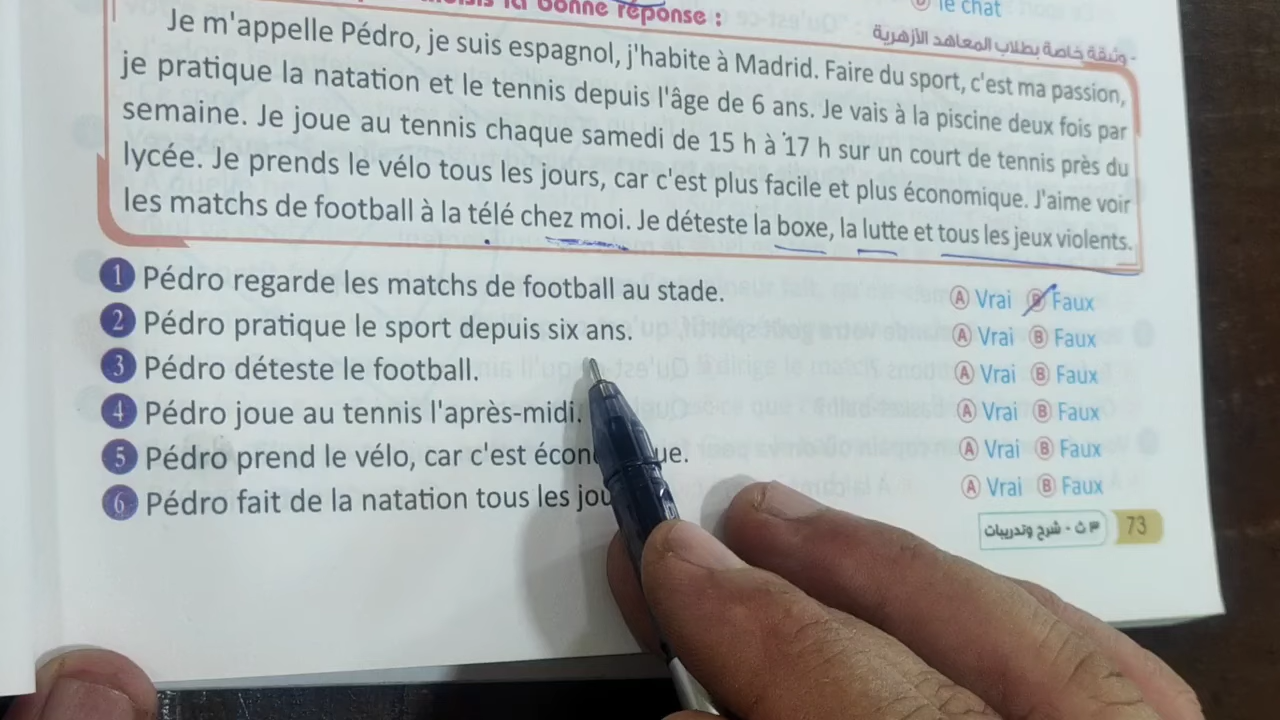 la bonne réponse :
le chat
- وثيقة خاصة بطلاب المعاهد الأزهرية
Je m'appelle Pédro, je suis espagnol, j'habite à Madrid. Faire du sport, c'est ma passion,
je pratique la natation et le tennis depuis l'âge de 6 ans. Je vais à la piscine deux fois par
semaine. Je joue au tennis chaque samedi de 15 h à 17 h sur un court de tennis près du
lycée. Je prends le vélo tous les jours, car c'est plus facile et plus économique. J'aime voir
les matchs de football à la télé chez moi. Je déteste la boxe, la lutte et tous les jeux violents.
1 Pédro regarde les matchs de football au stade. A Vrai B Faux
2 Pédro pratique le sport depuis six ans. A Vrai B Faux
3 Pédro déteste le football. A Vrai B Faux
4 Pédro joue au tennis l'après-midi. A Vrai B Faux
5 Pédro prend le vélo, car c'est A Vrai B Faux
6 Pédro fait de la natation tous les A Vrai B Faux
٣ ث - شرح وتدريبات 73